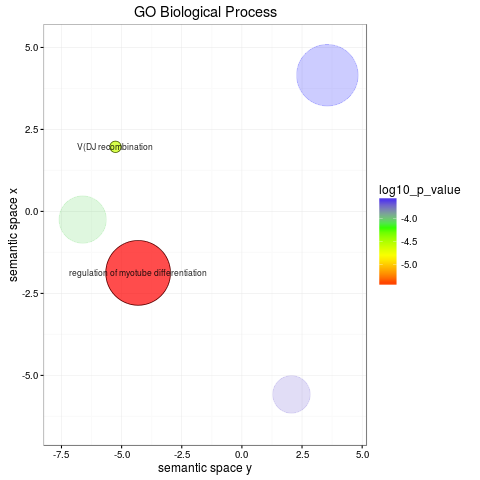 GO Biological Process
5.0
2.5
0.0
-2.5
-5.0
semantic space x
V(DJ recombination
regulation of myotube differentiation
-7.5 -5.0 -2.5 0.0 2.5 5.0
semantic space y
log10_p_value
-4.0
-4.5
-5.0